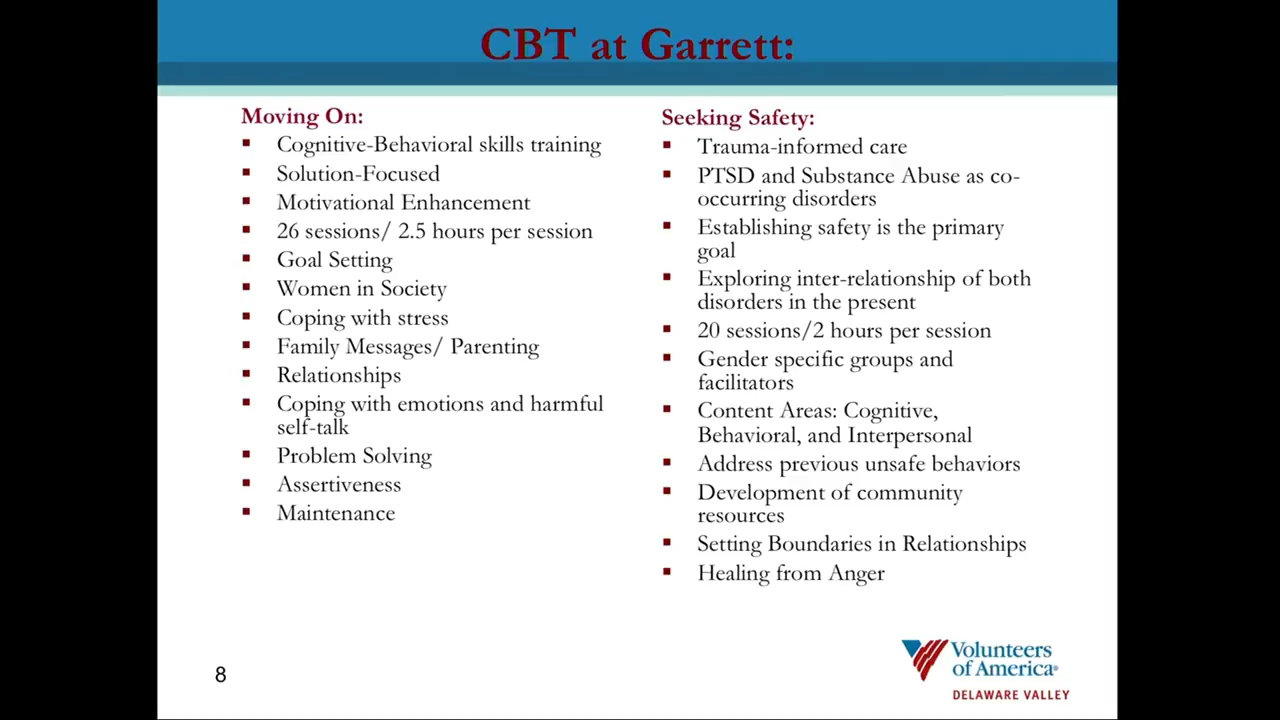 CBT at Garrett:
Moving On:
▪ Cognitive-Behavioral skills training
▪ Solution-Focused
▪ Motivational Enhancement
▪ 26 sessions/ 2.5 hours per session
▪ Goal Setting
▪ Women in Society
▪ Coping with stress
▪ Family Messages/ Parenting
▪ Relationships
▪ Coping with emotions and harmful
self-talk
▪ Problem Solving
▪ Assertiveness
▪ Maintenance
Seeking Safety:
▪ Trauma-informed care
▪ PTSD and Substance Abuse as co-
occurring disorders
▪ Establishing safety is the primary
goal
▪ Exploring inter-relationship of both
disorders in the present
▪ 20 sessions/2 hours per session
▪ Gender specific groups and
facilitators
▪ Content Areas: Cognitive,
Behavioral, and Interpersonal
▪ Address previous unsafe behaviors
▪ Development of community
resources
▪ Setting Boundaries in Relationships
▪ Healing from Anger
8
Volunteers
of America®
DELAWARE VALLEY